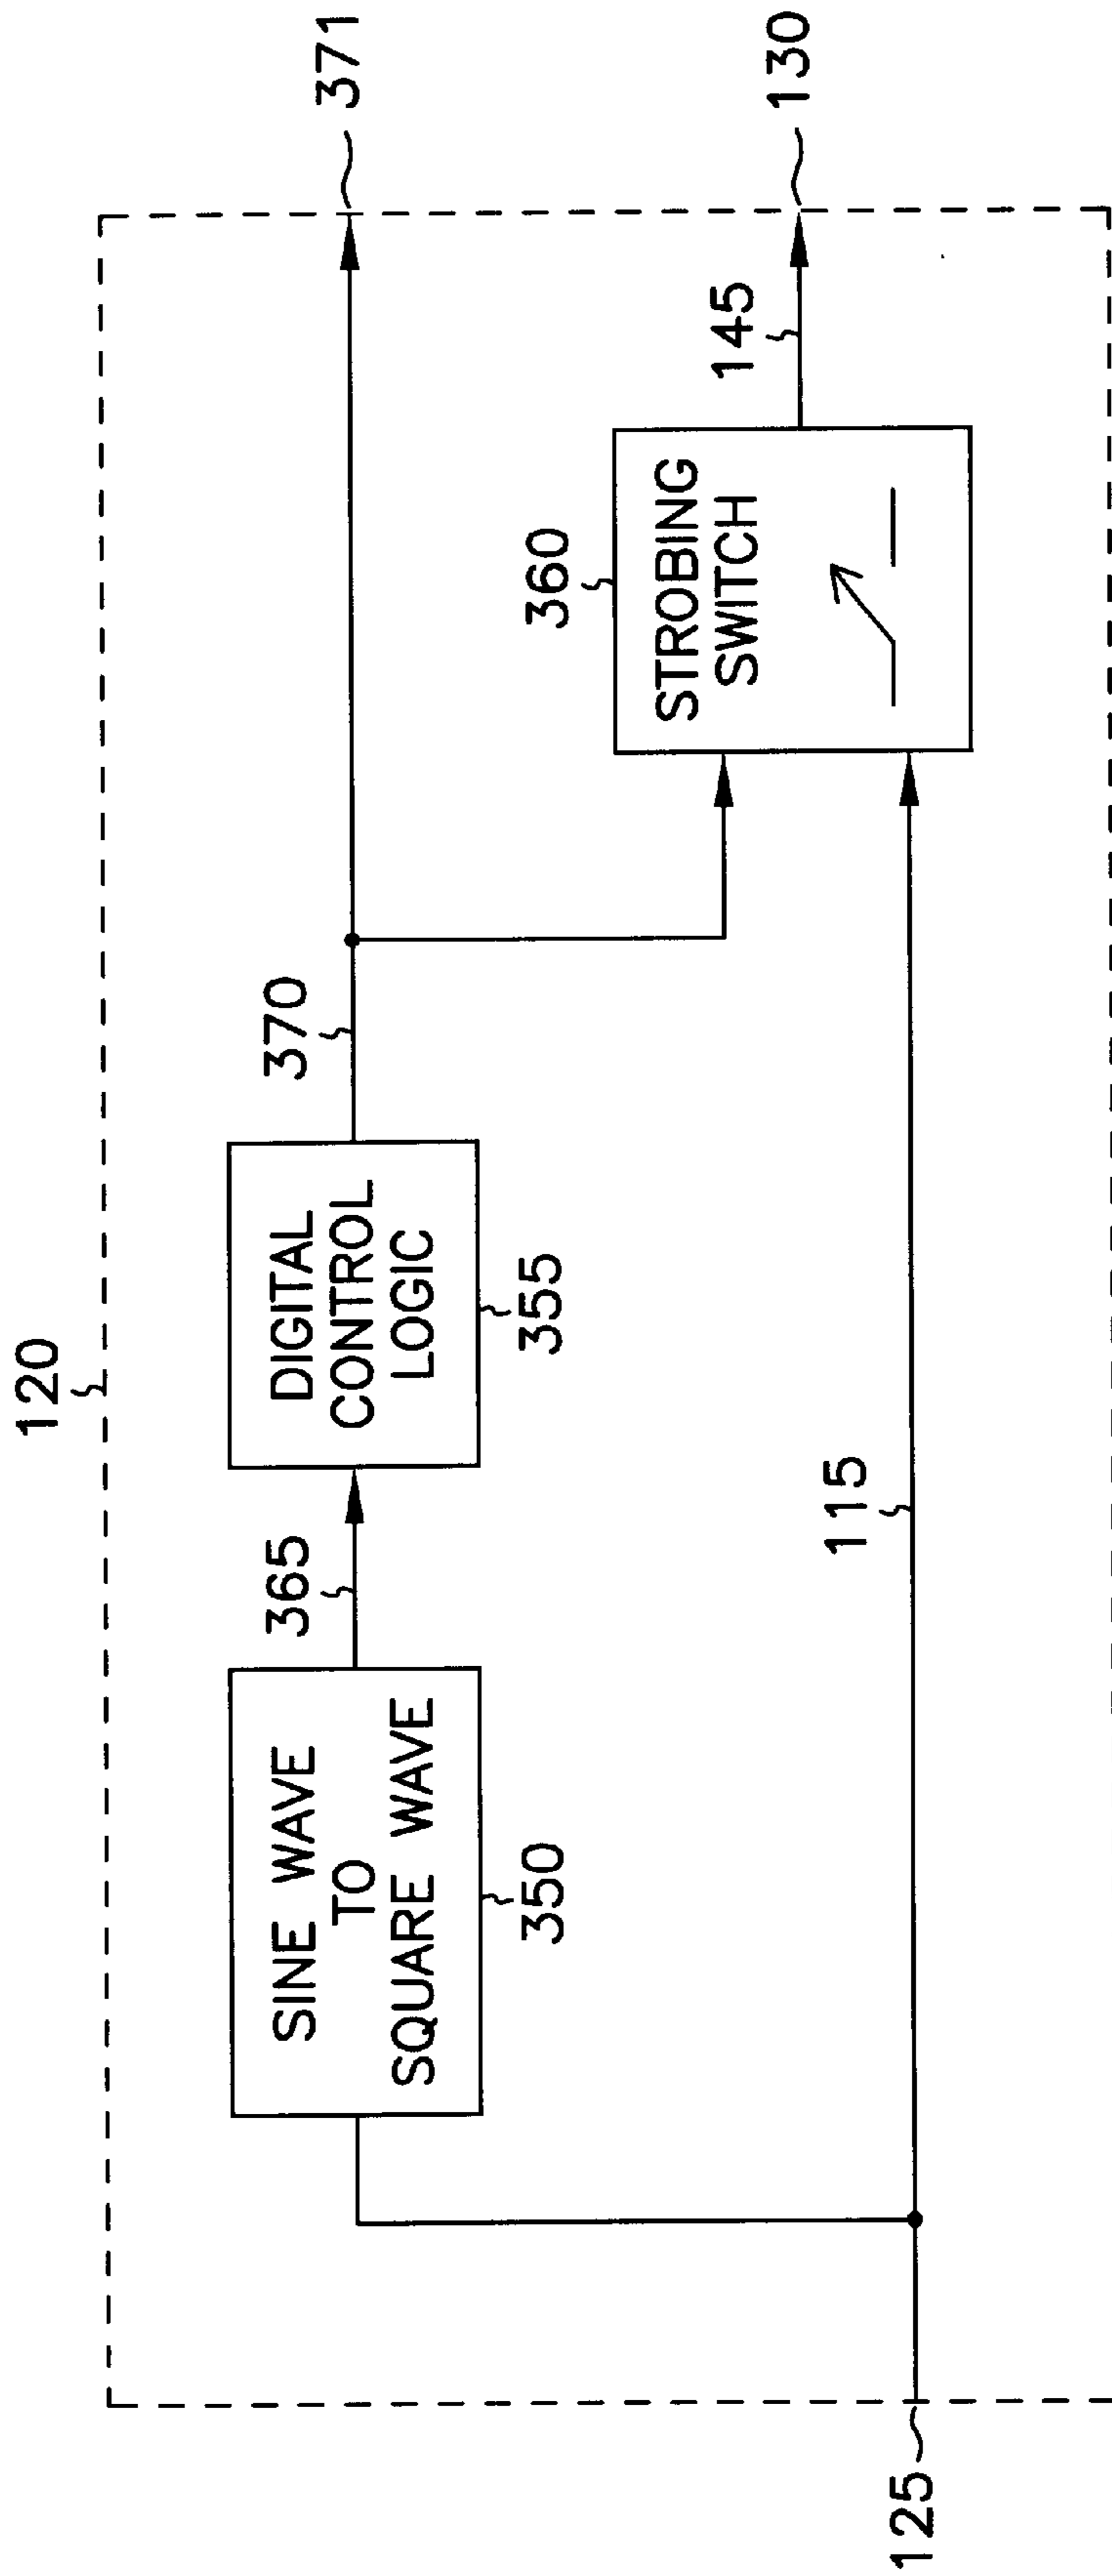 120
371
370
365
SINE WAVE
TO
SQUARE WAVE
350
DIGITAL
CONTROL
LOGIC
355
360
STROBING
SWITCH
145
130
115
125